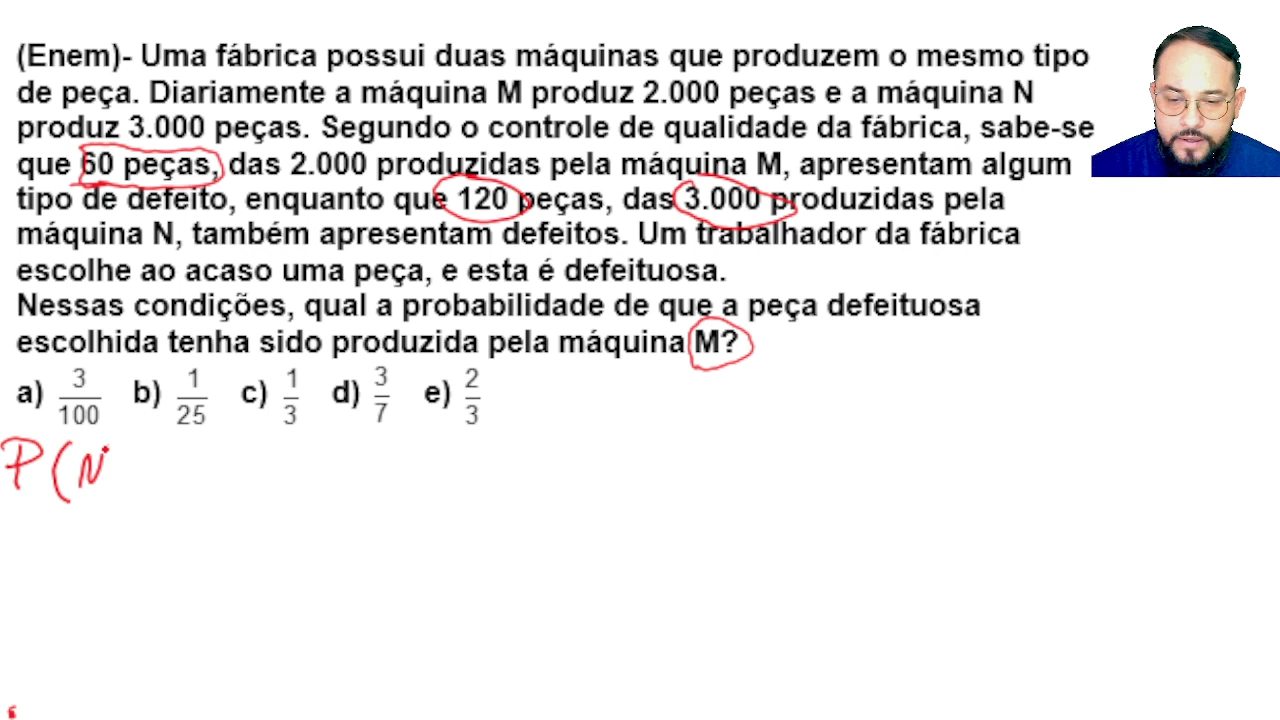 (Enem)- Uma fábrica possui duas máquinas que produzem o mesmo tipo
de peça. Diariamente a máquina M produz 2.000 peças e a máquina N
produz 3.000 peças. Segundo o controle de qualidade da fábrica, sabe-se
que 60 peças, das 2.000 produzidas pela máquina M, apresentam algum
tipo de defeito, enquanto que 120 peças, das 3.000 produzidas pela
máquina N, também apresentam defeitos. Um trabalhador da fábrica
escolhe ao acaso uma peça, e esta é defeituosa.
Nessas condições, qual a probabilidade de que a peça defeituosa
escolhida tenha sido produzida pela máquina M?
a) 3/100 b) 1/25 c) 1/3 d) 3/7 e) 2/3
P(